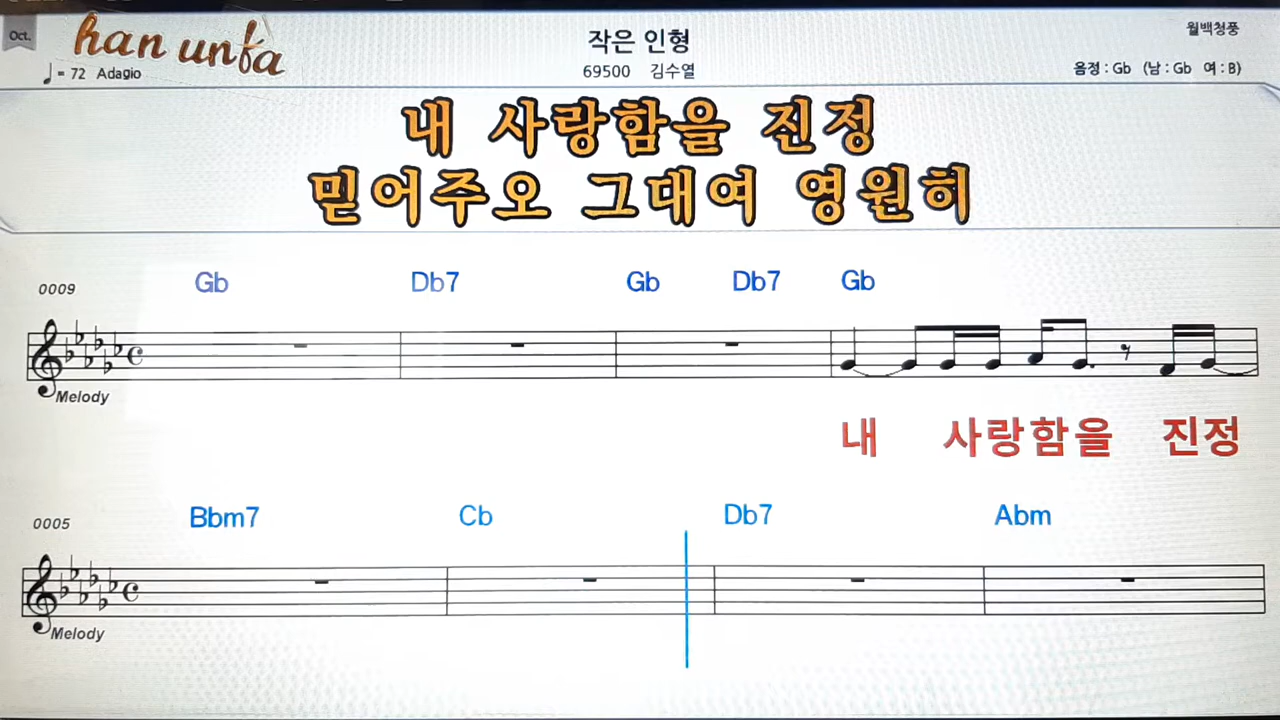 Oct.
han unfa
작은 인형
월백청풍
= 72 Adagio
69500 김수열
음정 : Gb (남 : Gb 여 : B)
내 사랑함을 진정
믿어주오 그대여 영원히
0009
Gb Db7 Gb Db7 Gb
Melody
내 사랑함을 진정
0005
Bbm7 Cb Db7 Abm
Melody